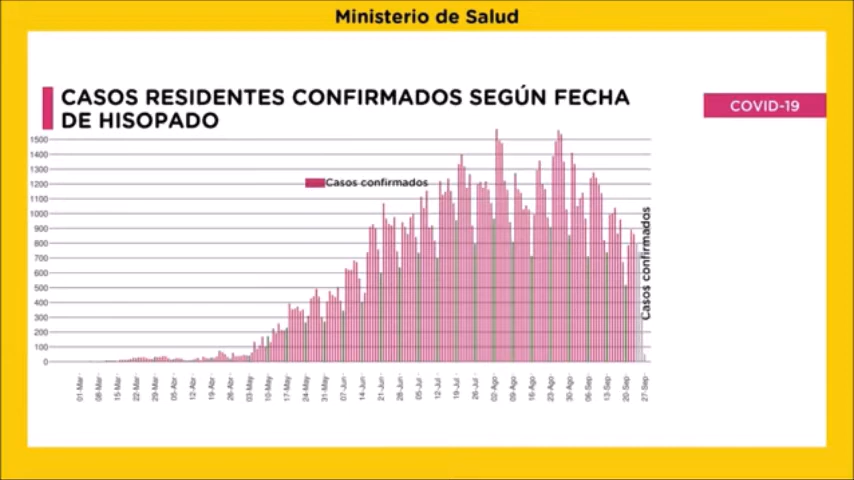 Ministerio de Salud
CASOS RESIDENTES CONFIRMADOS SEGÚN FECHA
DE HISOPADO
COVID-19
Casos confirmados
1500
1400
1300
1200
1100
1000
900
800
700
600
500
400
300
200
100
0
Casos confirmados
01-Mar
08-Mar
15-Mar
22-Mar
29-Mar
05-Abr
12-Abr
19-Abr
26-Abr
03-May
10-May
17-May
24-May
31-May
07-Jun
14-Jun
21-Jun
28-Jun
05-Jul
12-Jul
19-Jul
26-Jul
02-Ago
09-Ago
16-Ago
23-Ago
30-Ago
06-Sep
13-Sep
20-Sep
27-Sep